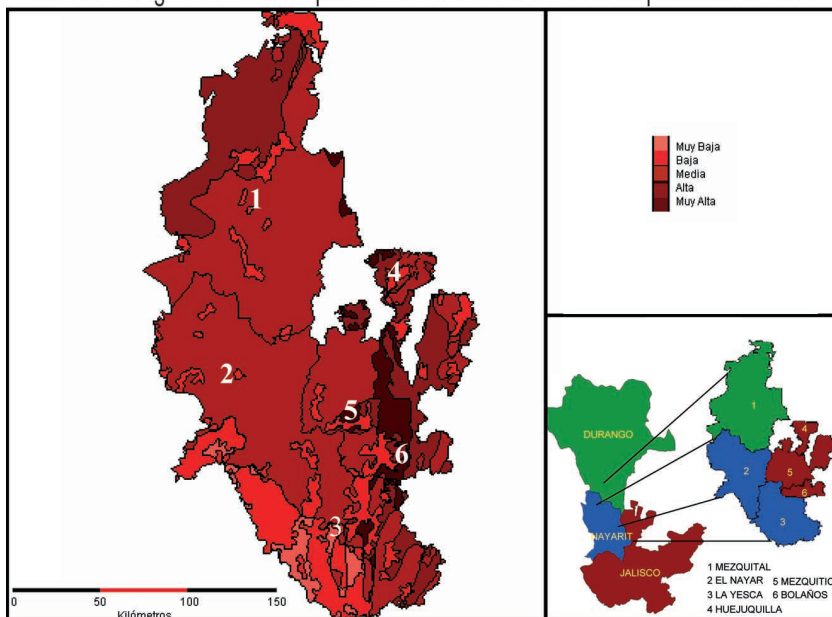 1
2
3
4
5
6
0
50
100
150
Kilómetros
Muy Baja
Baja
Media
Alta
Muy Alta
DURANGO
NAYARIT
JALISCO
1
2
3
4
5
6
1 MEZQUITAL
2 EL NAYAR 5 MEZQUITIC
3 LA YESCA 6 BOLAÑOS
4 HUEJUQUILLA